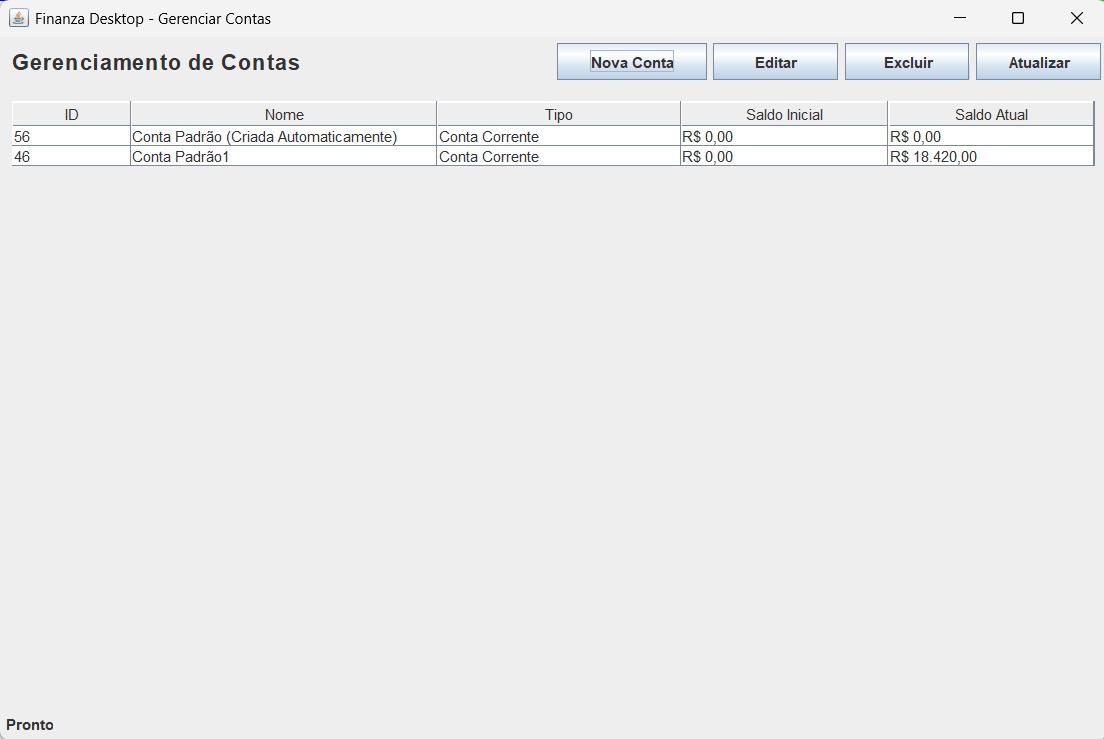 Finanza Desktop - Gerenciar Contas
Gerenciamento de Contas Nova Conta Editar Excluir Atualizar
ID Nome Tipo Saldo Inicial Saldo Atual
56 Conta Padrão (Criada Automaticamente) Conta Corrente R$ 0,00 R$ 0,00
46 Conta Padrão1 Conta Corrente R$ 0,00 R$ 18.420,00
Pronto